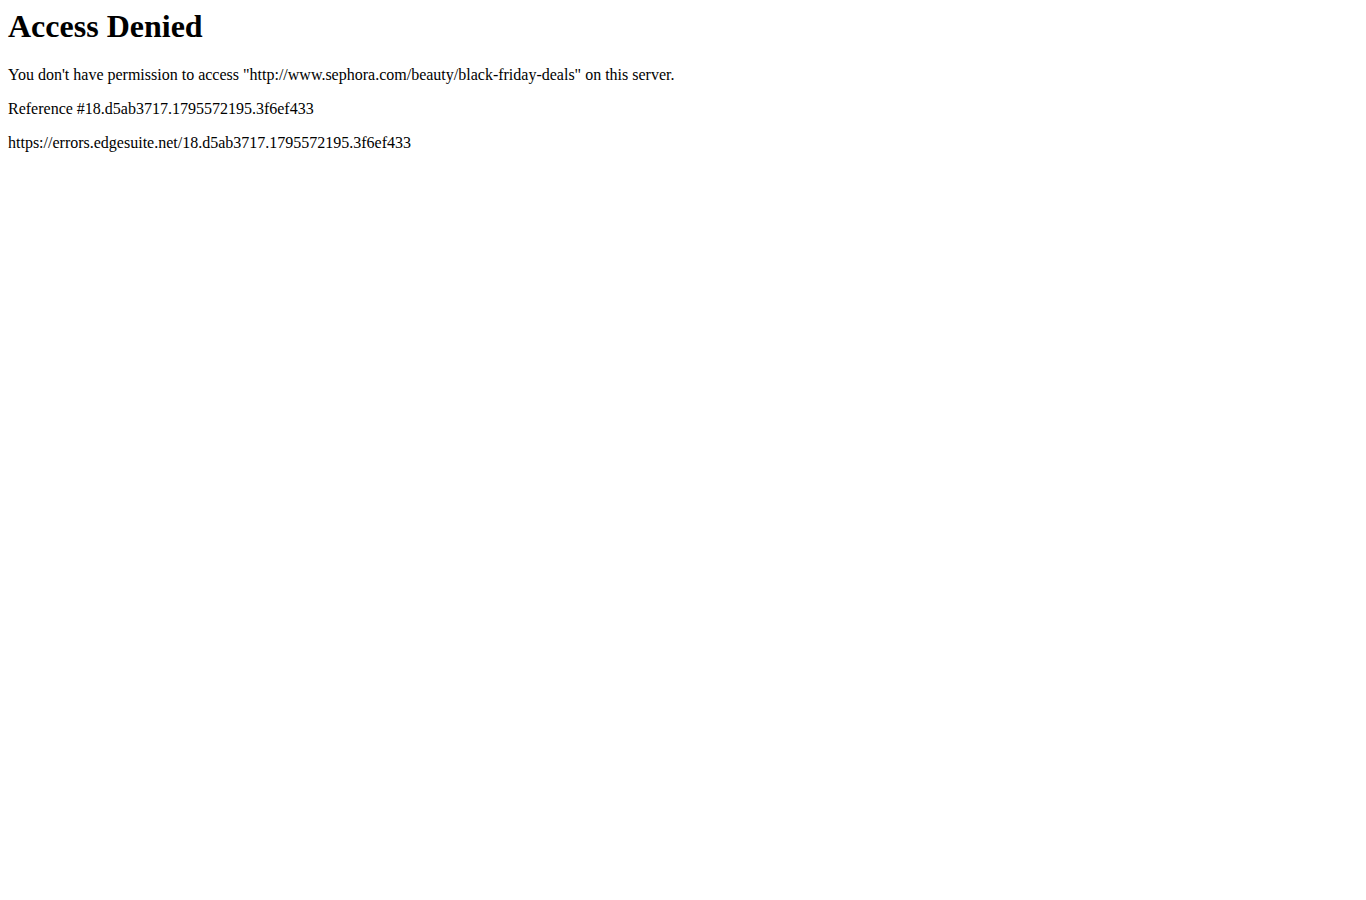 Access Denied
You don't have permission to access "http://www.sephora.com/beauty/black-friday-deals" on this server.
Reference #18.d5ab3717.1795572195.3f6ef433
https://errors.edgesuite.net/18.d5ab3717.1795572195.3f6ef433